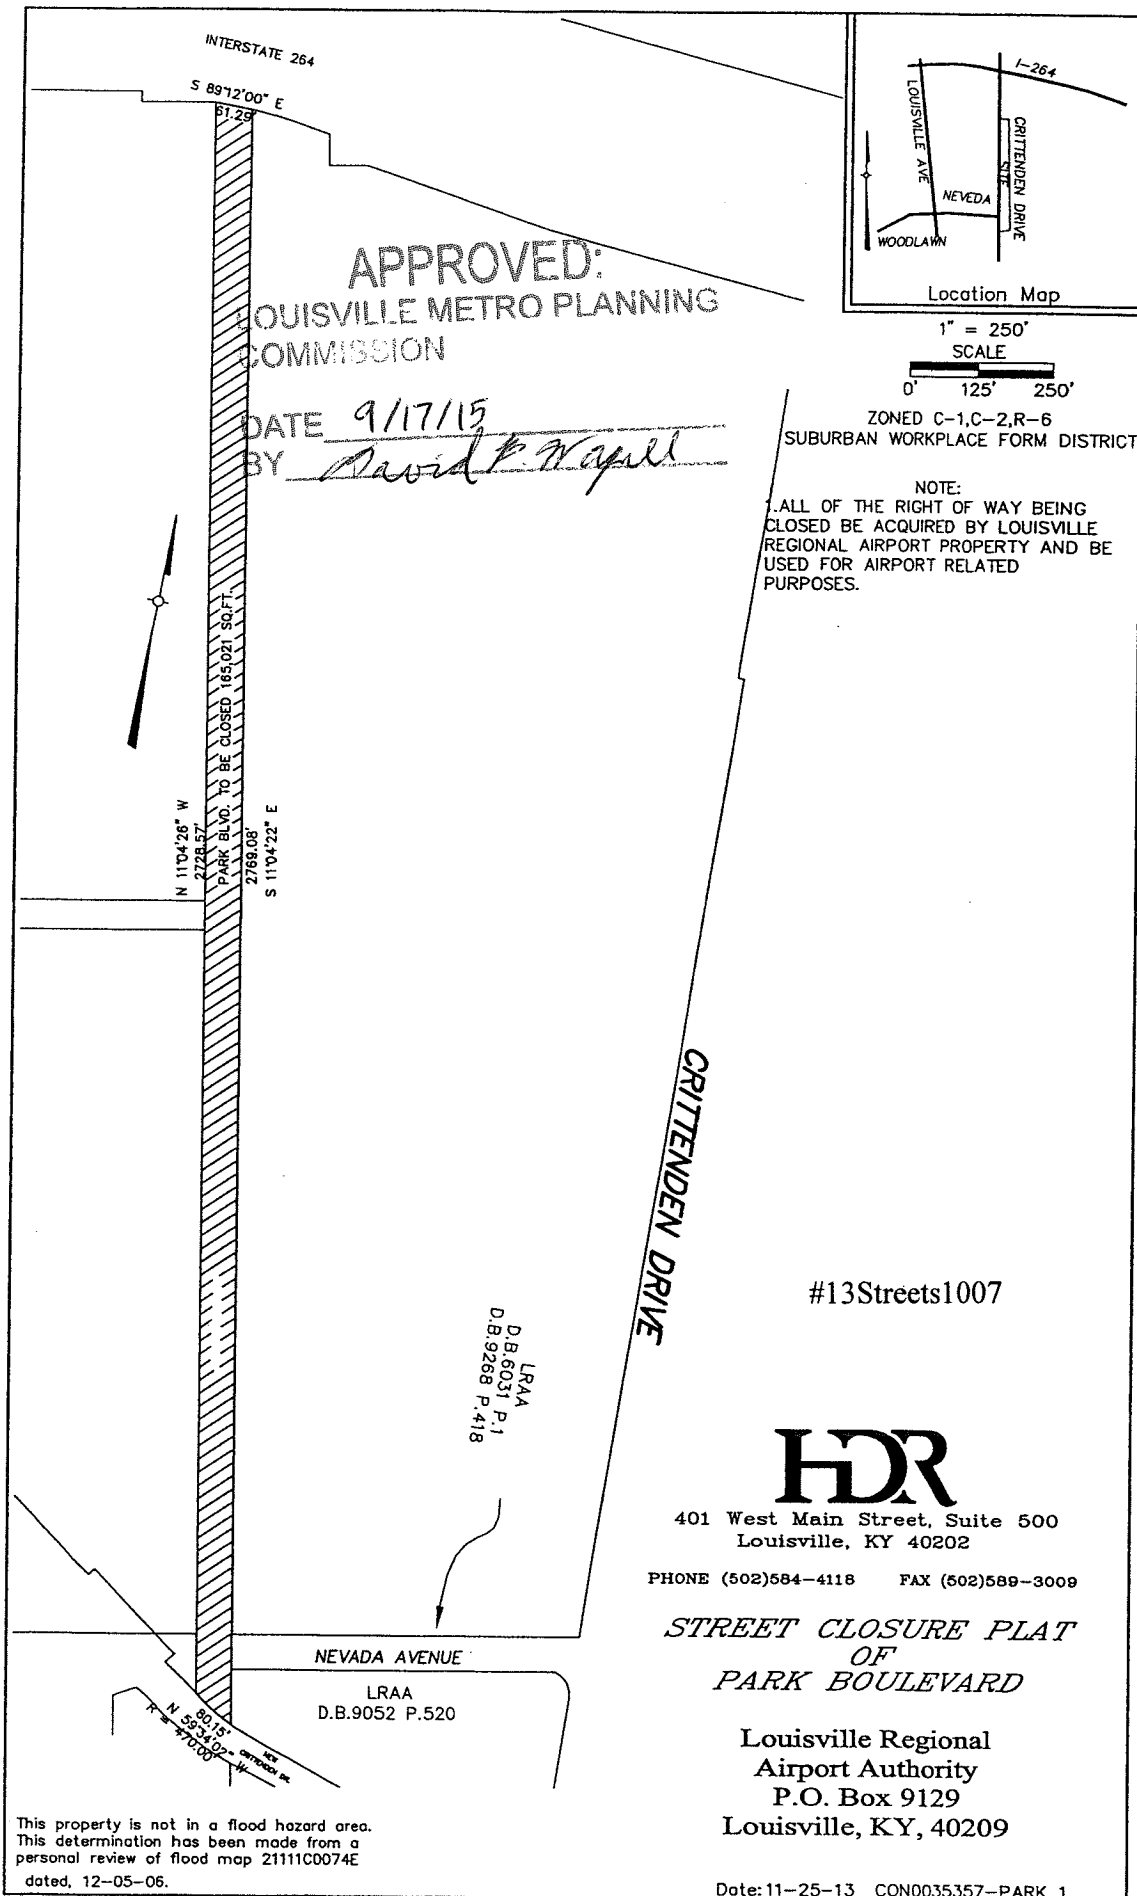 INTERSTATE 264
S 89°12'00" E
61.29'
I-264
LOUISVILLE AVE
CRITTENDEN DRIVE
SITE
NEVEDA
WOODLAWN
Location Map
1" = 250'
SCALE
0' 125' 250'
ZONED C-1,C-2,R-6
SUBURBAN WORKPLACE FORM DISTRICT
NOTE:
1.ALL OF THE RIGHT OF WAY BEING
CLOSED BE ACQUIRED BY LOUISVILLE
REGIONAL AIRPORT PROPERTY AND BE
USED FOR AIRPORT RELATED
PURPOSES.
APPROVED:
LOUISVILLE METRO PLANNING
COMMISSION
DATE 9/17/15
BY David
PARK BLVD. TO BE CLOSED 165,021 SQ.FT.
N 11°04'26" W
2728.57'
2769.08'
S 11°04'22" E
CRITTENDEN DRIVE
#13Streets1007
LRAA
D.B.6031 P.1
D.B.9268 P.418
HDR
401 West Main Street, Suite 500
Louisville, KY 40202
PHONE (502)584-4118 FAX (502)589-3009
STREET CLOSURE PLAT
OF
PARK BOULEVARD
NEVADA AVENUE
LRAA
D.B.9052 P.520
80.15'
N 59°34'02" W
R = 470.00'
NEW
CRITTENDEN DR.
Louisville Regional
Airport Authority
P.O. Box 9129
Louisville, KY, 40209
This property is not in a flood hazard area.
This determination has been made from a
personal review of flood map 21111C0074E
dated, 12-05-06.
Date: 11-25-13 CON0035357-PARK 1